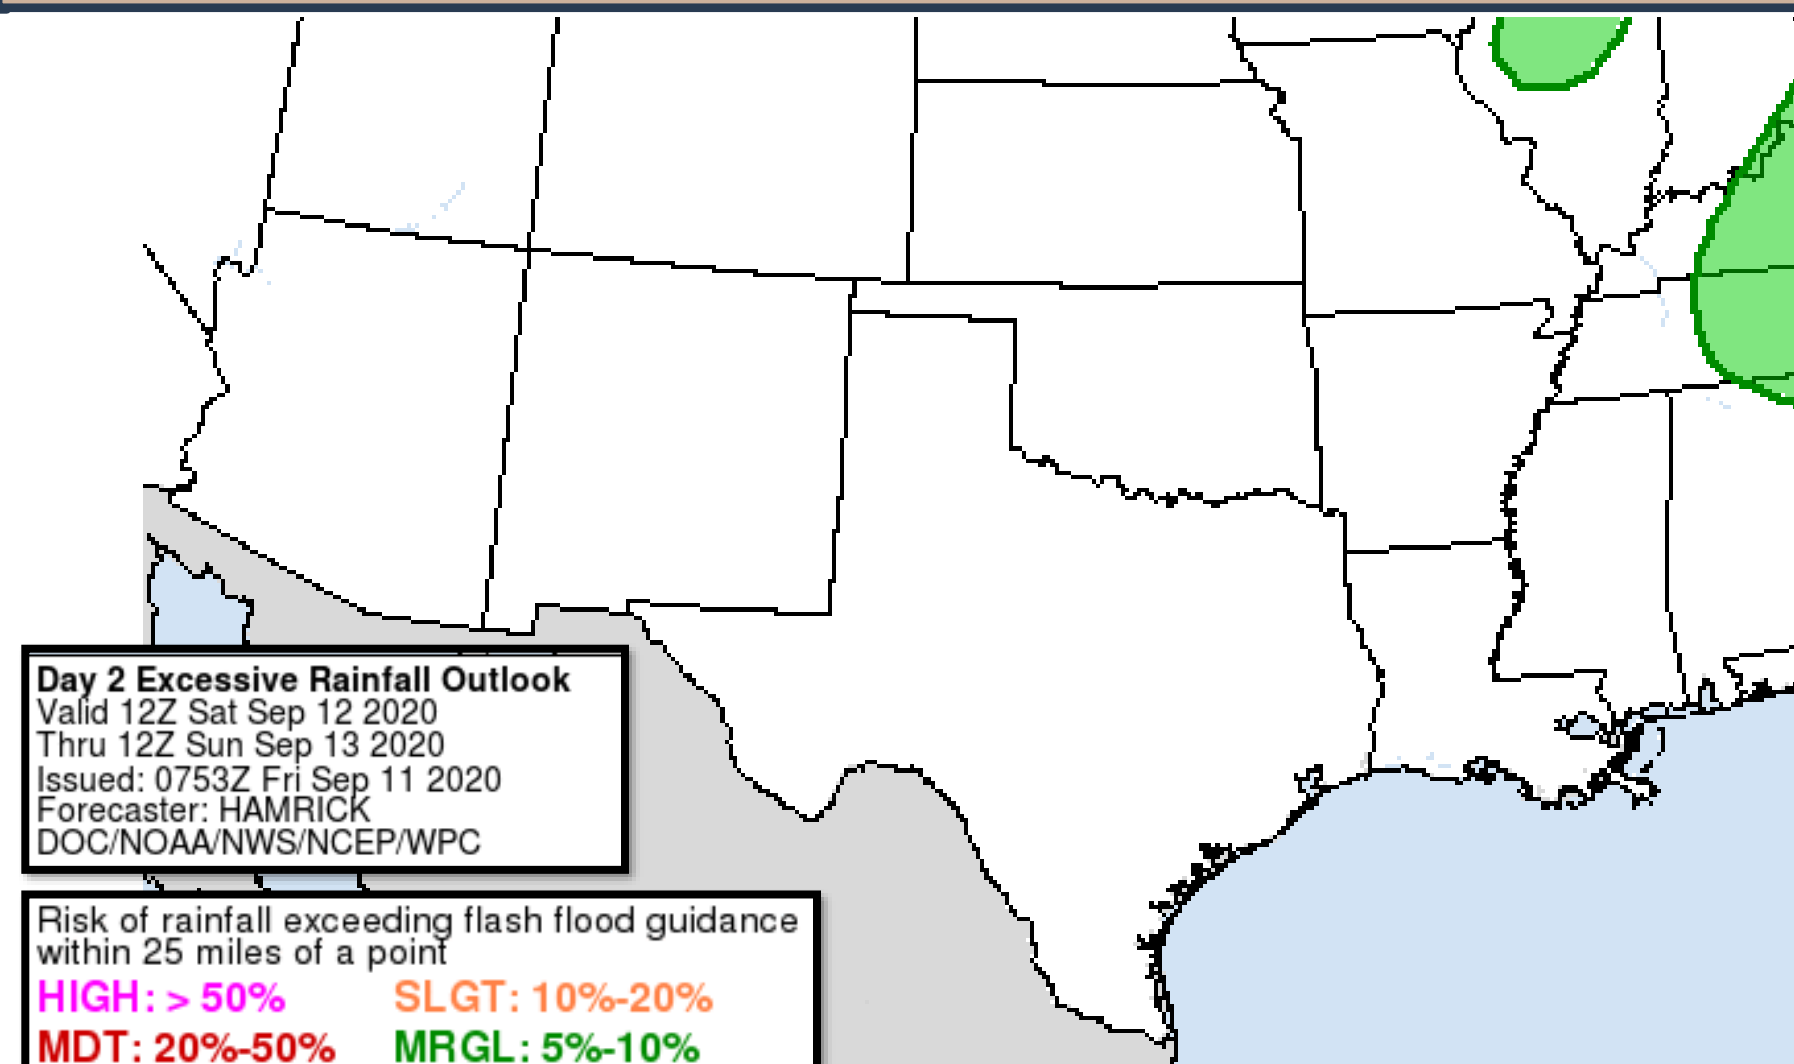 Day 2 Excessive Rainfall Outlook
Valid 12Z Sat Sep 12 2020
Thru 12Z Sun Sep 13 2020
Issued: 0753Z Fri Sep 11 2020
Forecaster: HAMRICK
DOC/NOAA/NWS/NCEP/WPC
Risk of rainfall exceeding flash flood guidance
within 25 miles of a point
HIGH: > 50% SLGT: 10%-20%
MDT: 20%-50% MRGL: 5%-10%